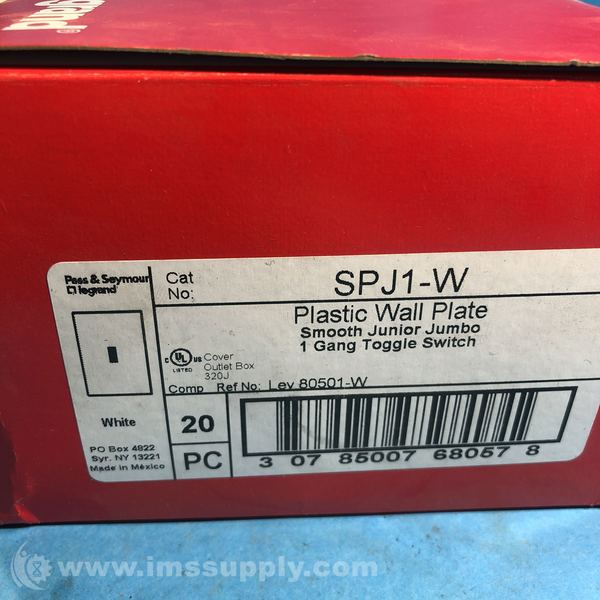 Pass & Seymour
legrand
Cat
No:
SPJ1-W
Plastic Wall Plate
Smooth Junior Jumbo
1 Gang Toggle Switch
C UL US
LISTED
Cover
Outlet Box
320J
Comp Ref No: Lev 80501-W
White
20
PC
PO Box 4822
Syr. NY 13221
Made in México
3 07 85007 68057 8
www.imssupply.com